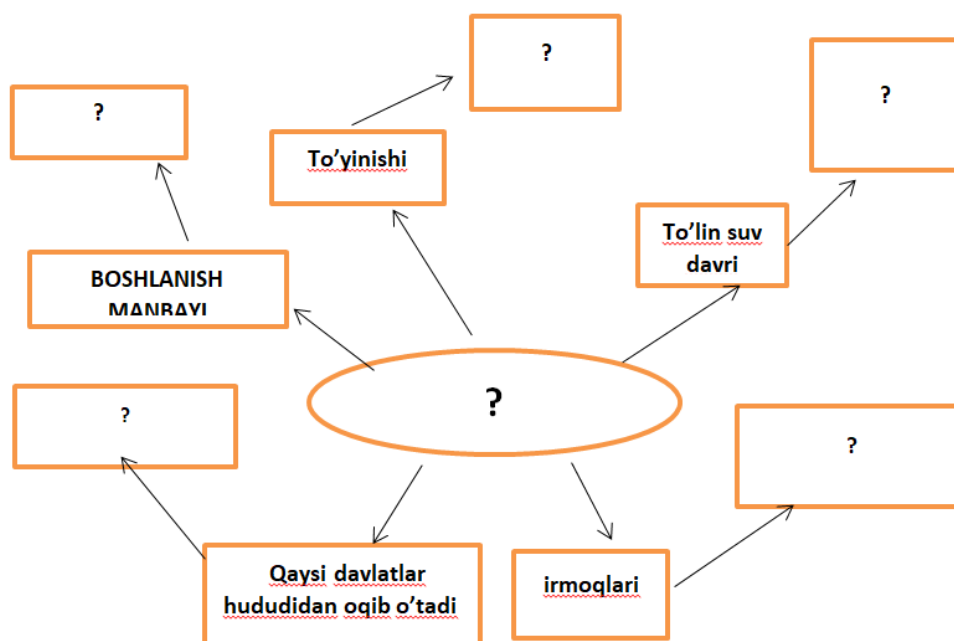 ?
?
?
To'yinishi
To'lin suv
davri
BOSHLANISH
MANBAYI
?
?
?
Qaysi davlatlar
hududidan oqib o'tadi
irmoqlari